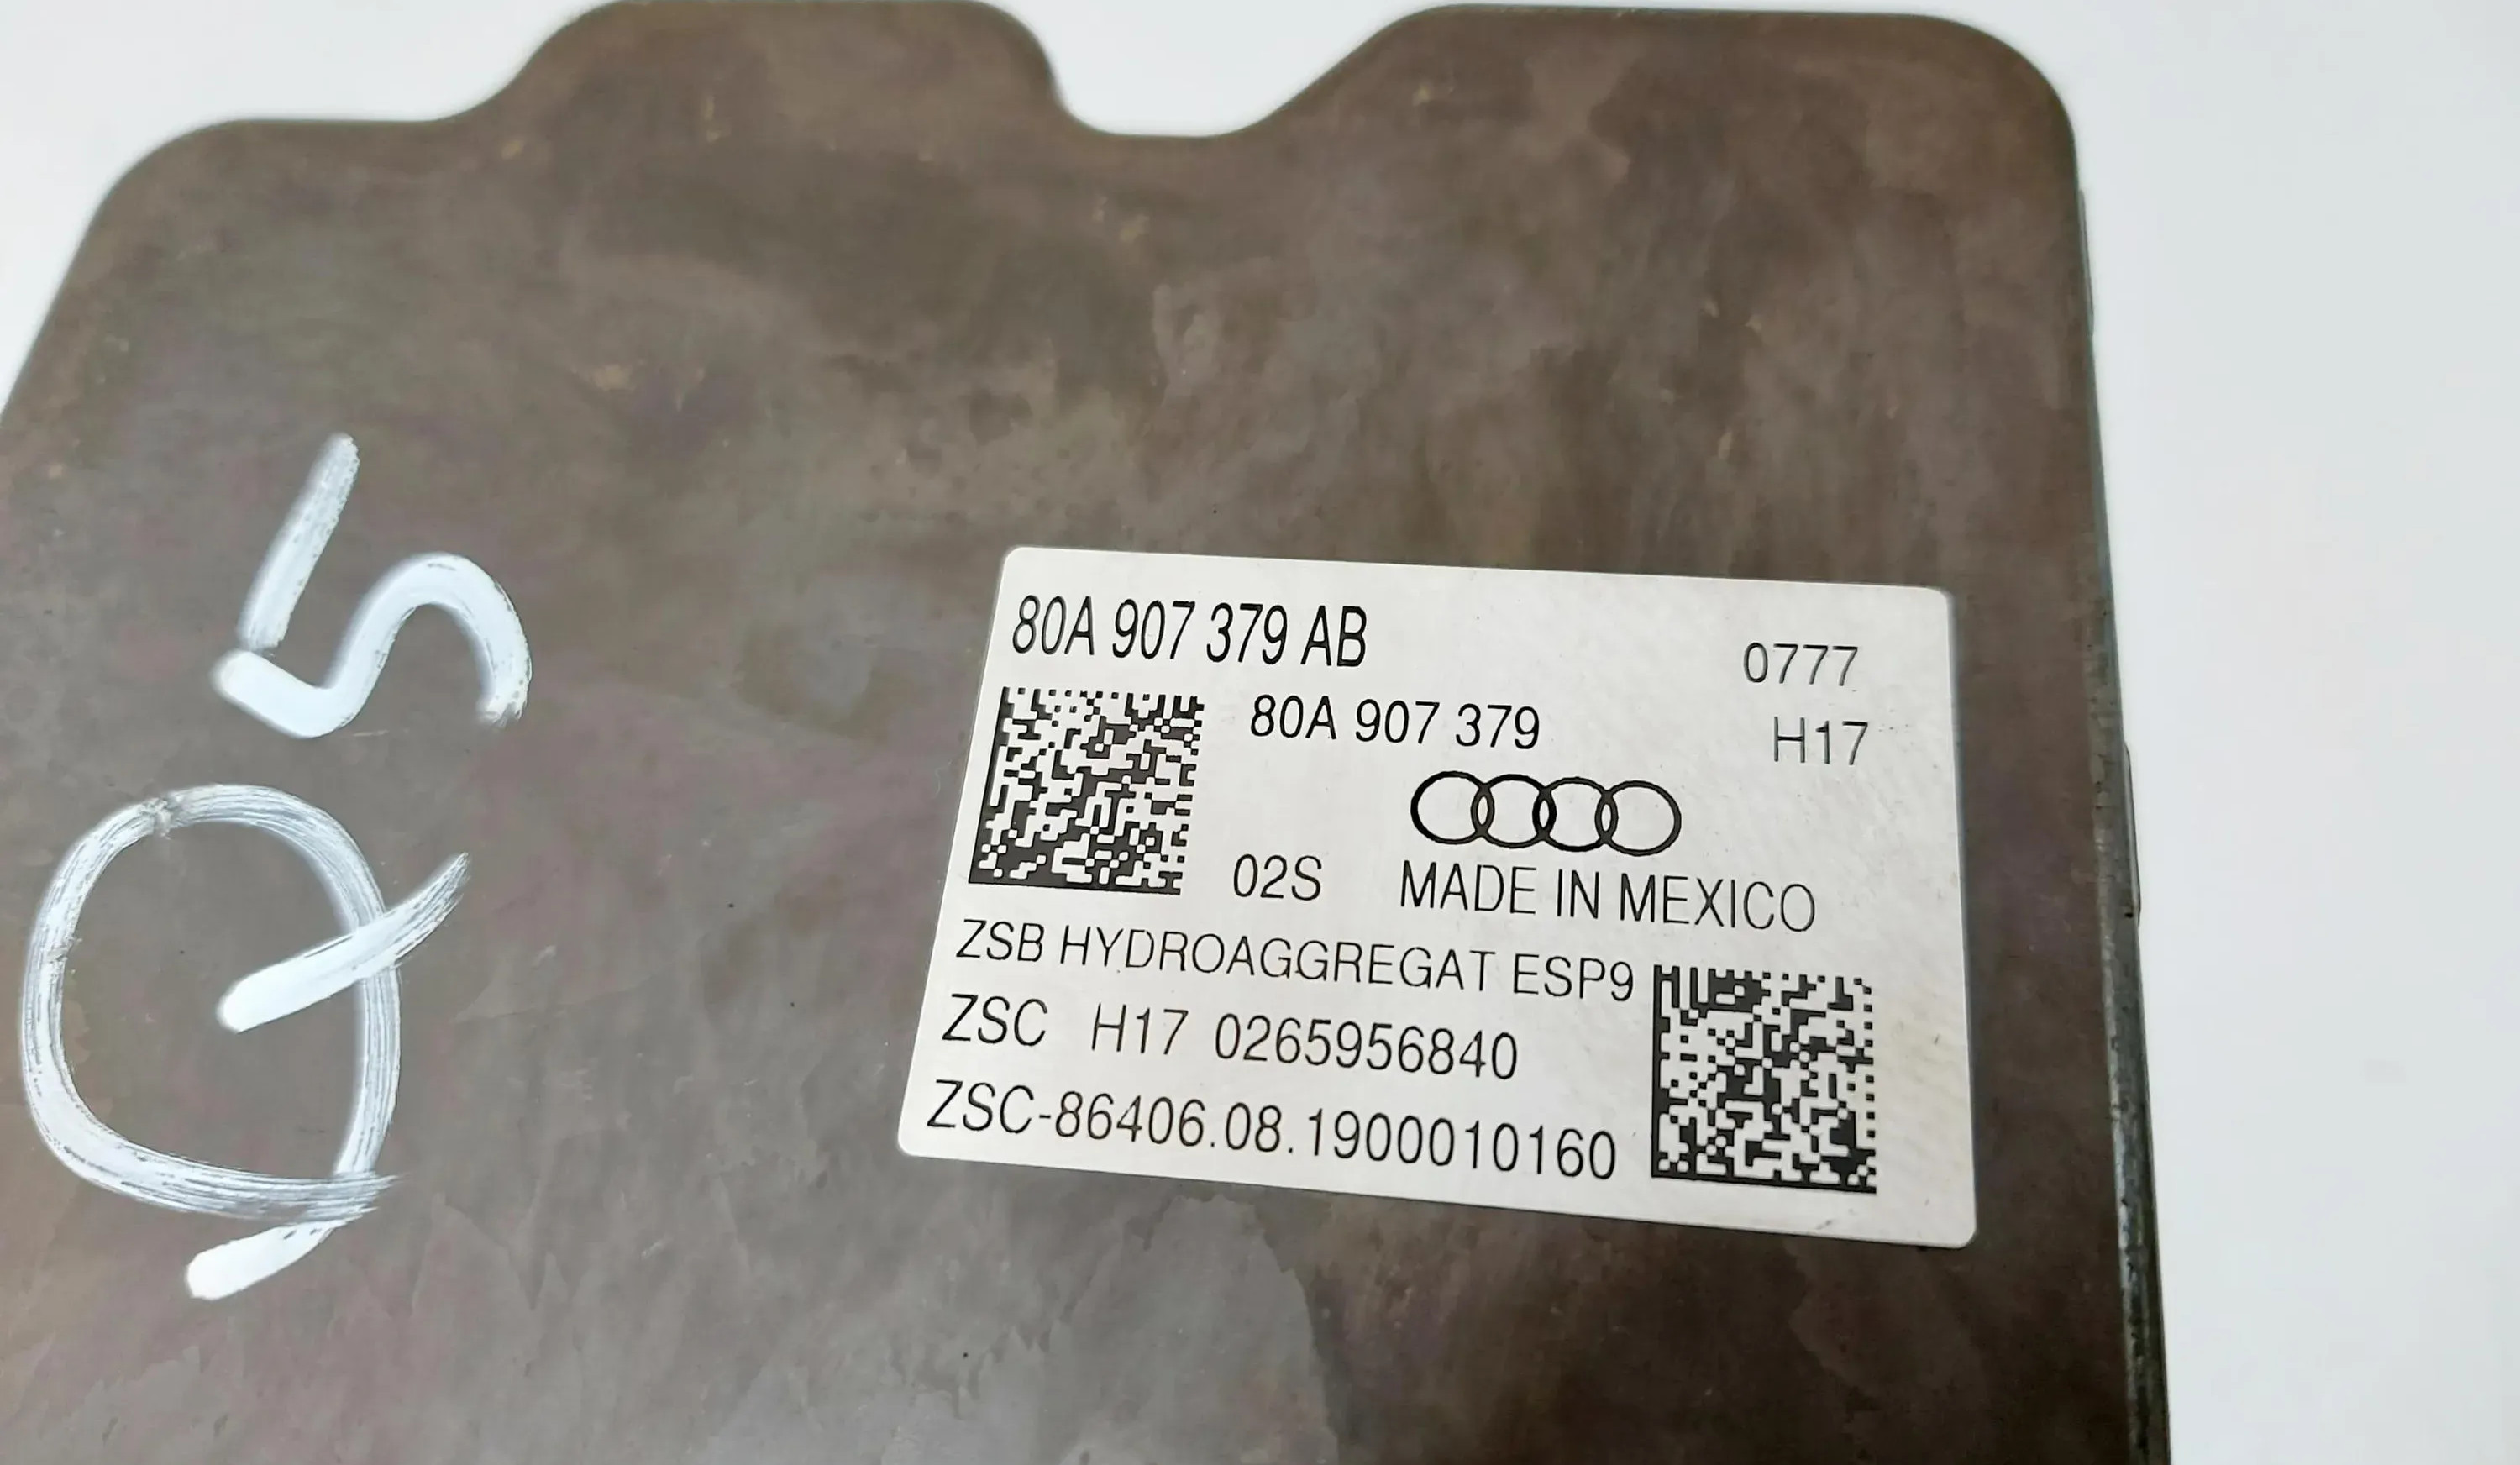 Q5
80A 907 379 AB
0777
80A 907 379
H17
02S MADE IN MEXICO
ZSB HYDROAGGREGAT ESP9
ZSC H17 0265956840
ZSC-86406.08.1900010160